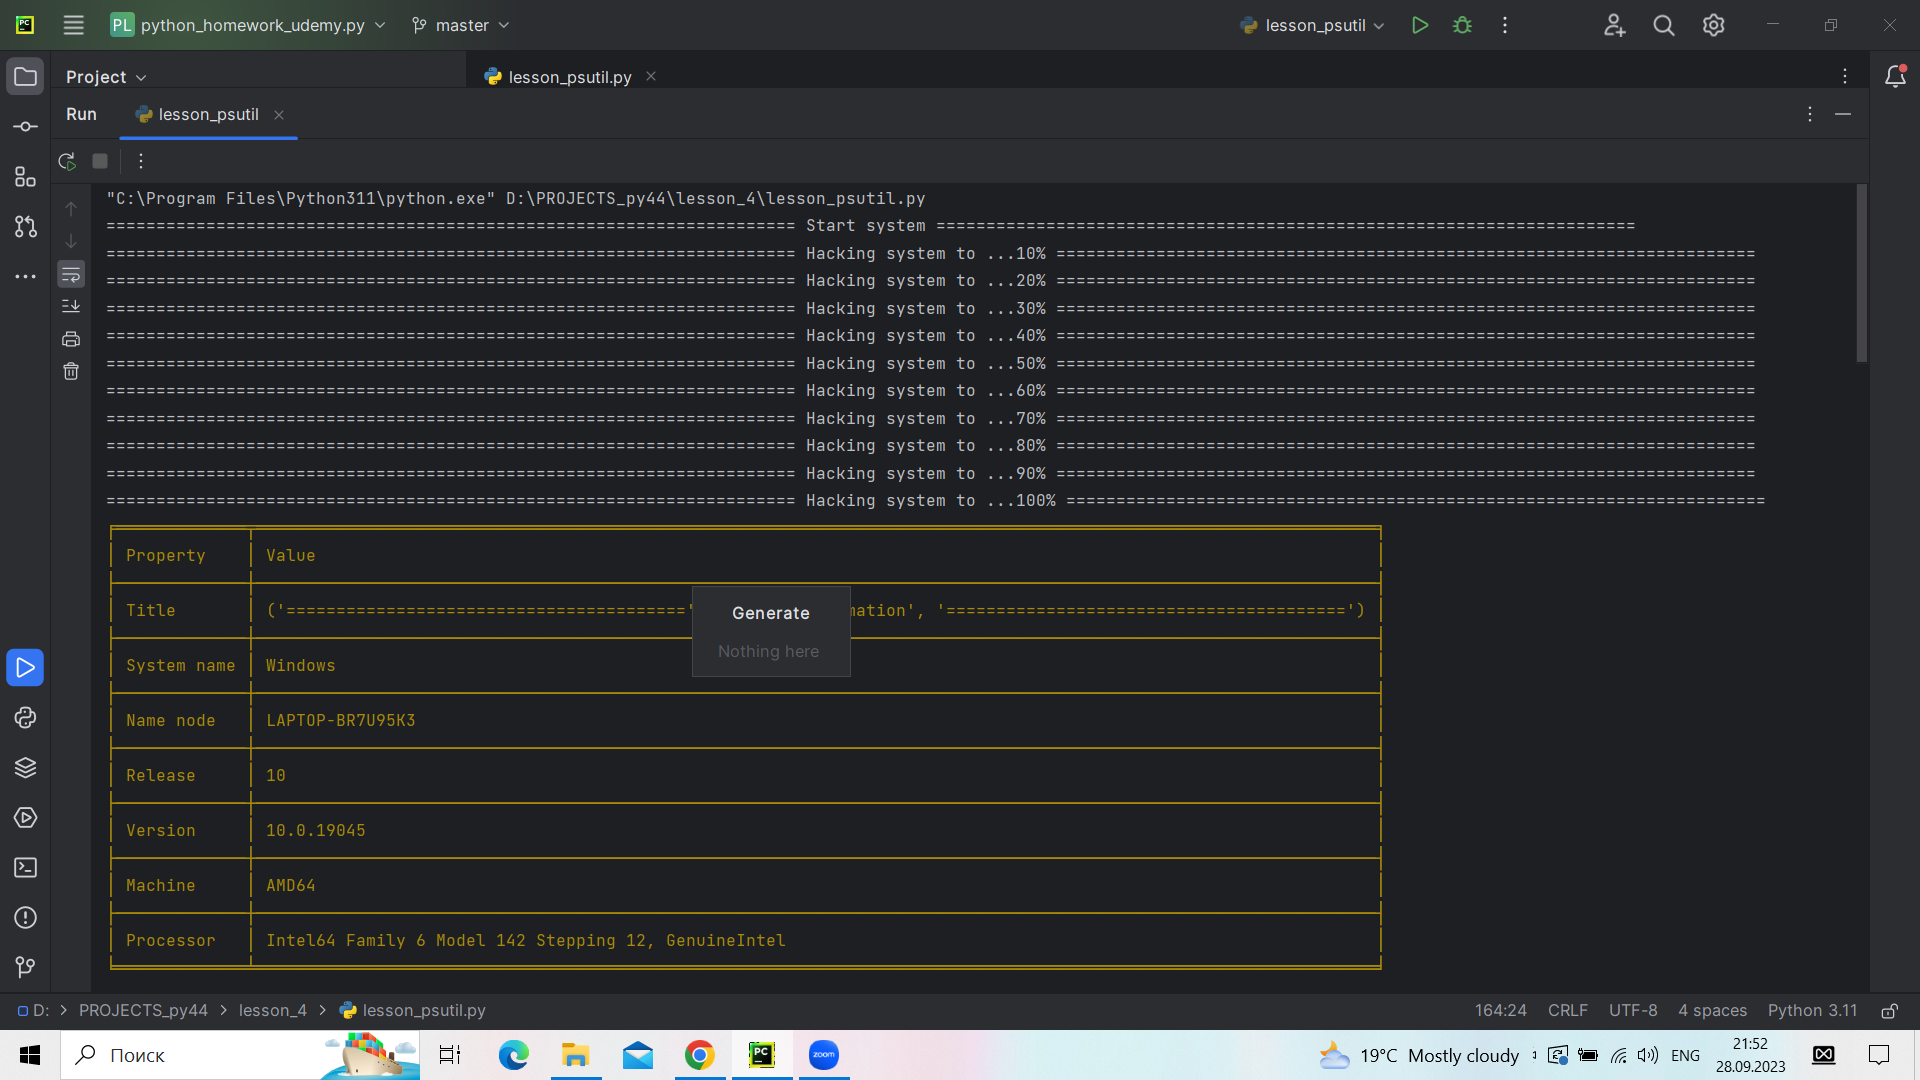 PC
PL python_homework_udemy.py
master
lesson_psutil
Project
lesson_psutil.py
Run
lesson_psutil
"C:\Program Files\Python311\python.exe" D:\PROJECTS_py44\lesson_4\lesson_psutil.py
===================================================================== Start system ======================================================================
===================================================================== Hacking system to ...10% ======================================================================
===================================================================== Hacking system to ...20% ======================================================================
===================================================================== Hacking system to ...30% ======================================================================
===================================================================== Hacking system to ...40% ======================================================================
===================================================================== Hacking system to ...50% ======================================================================
===================================================================== Hacking system to ...60% ======================================================================
===================================================================== Hacking system to ...70% ======================================================================
===================================================================== Hacking system to ...80% ======================================================================
===================================================================== Hacking system to ...90% ======================================================================
===================================================================== Hacking system to ...100% ======================================================================
Property Value
Title ('========================================' mation', '========================================')
Generate
Nothing here
System name Windows
Name node LAPTOP-BR7U95K3
Release 10
Version 10.0.19045
Machine AMD64
Processor Intel64 Family 6 Model 142 Stepping 12, GenuineIntel
D: > PROJECTS_py44 > lesson_4 > lesson_psutil.py
164:24 CRLF UTF-8 4 spaces Python 3.11
Поиск
PC
zoom
19°C Mostly cloudy
ENG
21:52
28.09.2023